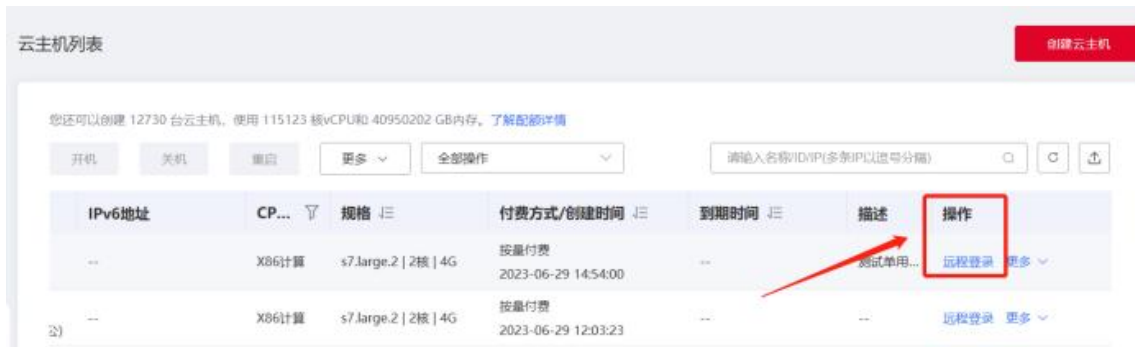 云主机列表
创建云主机
您还可以创建 12730 台云主机，使用 115123 核vCPU和 40950202 GB内存。了解配额详情
开机 关机 重启 更多 全部操作 请输入名称/ID/IP(多条IP以逗号分隔)
IPv6地址 CP... 规格 付费方式/创建时间 到期时间 描述 操作
-- X86计算 s7.large.2 | 2核 | 4G 按量付费 -- 测试单用... 远程登录 更多
2023-06-29 14:54:00
-- X86计算 s7.large.2 | 2核 | 4G 按量付费 -- -- 远程登录 更多
2023-06-29 12:03:23